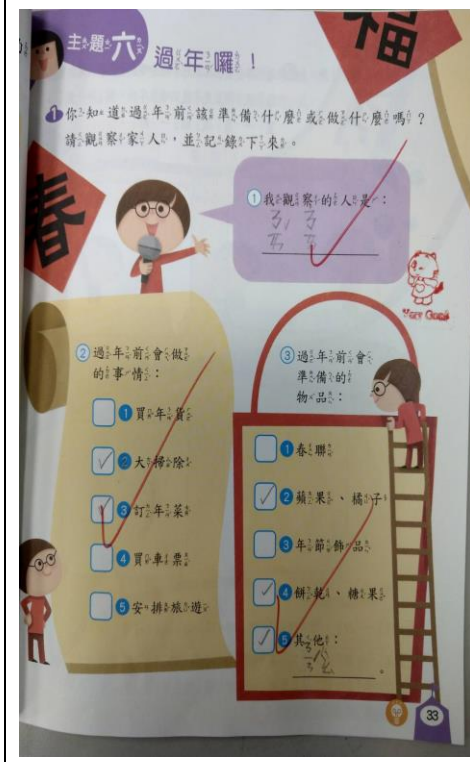 主題六 過年囉！
福
1 你知道過年前該準備什麼或做什麼嗎？
請觀察家人，並記錄下來。
春
① 我觀察的人是：
Very Good
② 過年前會做
的事情：
1 買年貨
✓ 2 大掃除
✓ 3 訂年菜
4 買車票
5 安排旅遊
③ 過年前會
準備的
物品：
1 春聯
✓ 2 蘋果、橘子
3 年節飾品
✓ 4 餅乾、糖果
✓ 5 其他：
。
33